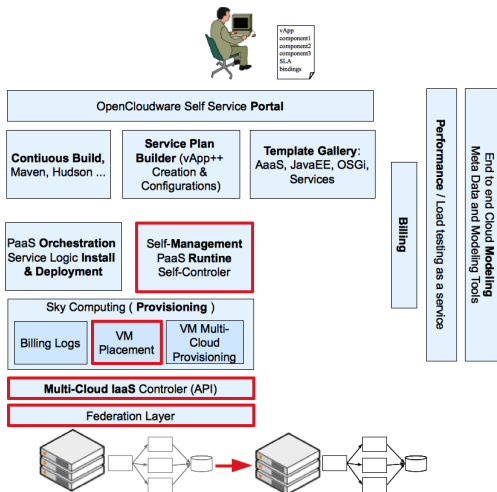 vApp
component1
component2
component3
SLA
bindings
OpenCloudware Self Service Portal
Contiuous Build,
Maven, Hudson ...
Service Plan
Builder (vApp++
Creation &
Configurations)
Template Gallery:
AaaS, JavaEE, OSGi,
Services
Billing
Performance / Load testing as a service
End to end Cloud Modeling
Meta Data and Modeling Tools
PaaS Orchestration
Service Logic Install
& Deployment
Self-Management
PaaS Runtime
Self-Controler
Sky Computing ( Provisioning )
Billing Logs
VM
Placement
VM Multi-
Cloud
Provisioning
Multi-Cloud IaaS Controler (API)
Federation Layer